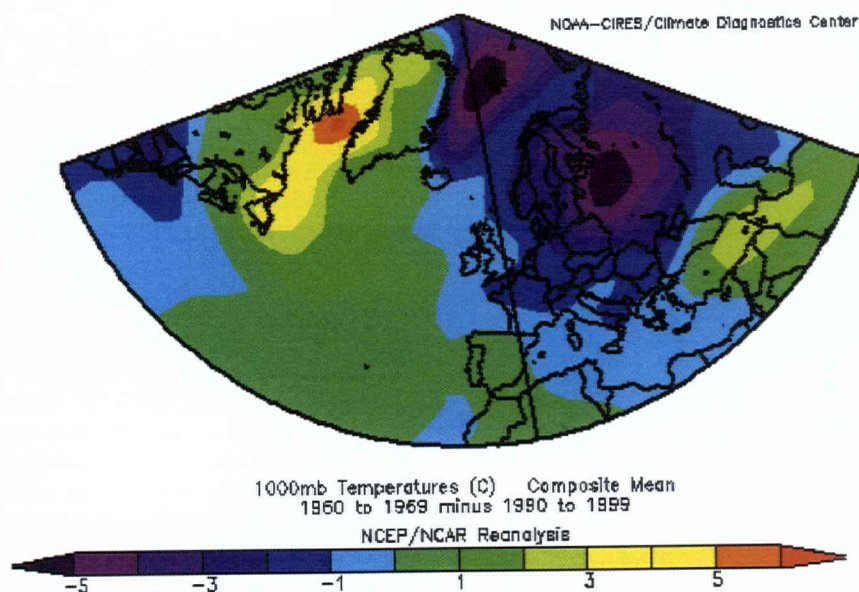 NOAA-CIRES/Climate Diagnostics Center
1000mb Temperatures (C) Composite Mean
1960 to 1969 minus 1990 to 1999
NCEP/NCAR Reanalysis
-5 -3 -1 1 3 5